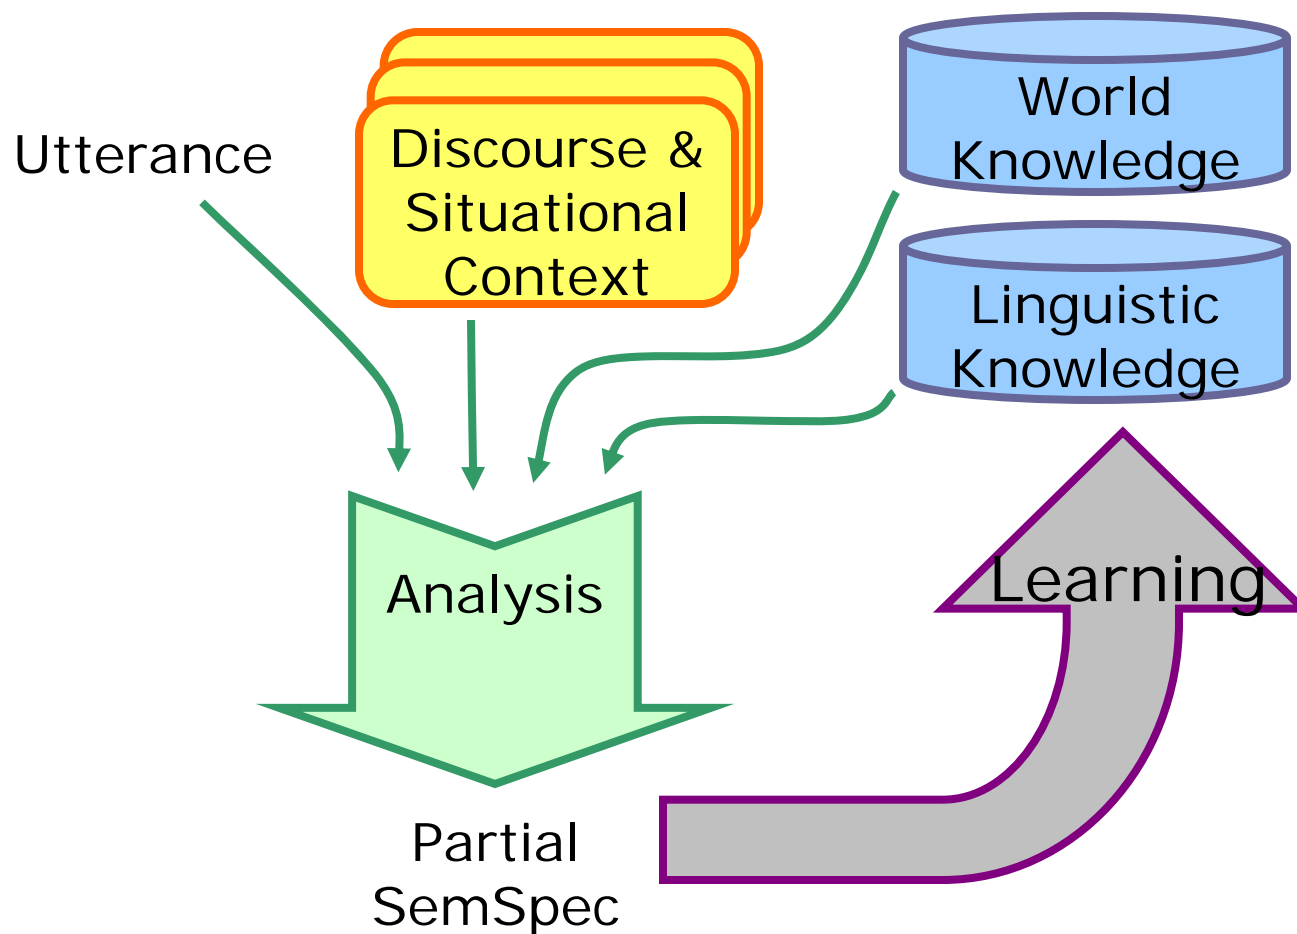 Utterance
Discourse &
Situational
Context
World
Knowledge
Linguistic
Knowledge
Analysis
Learning
Partial
SemSpec